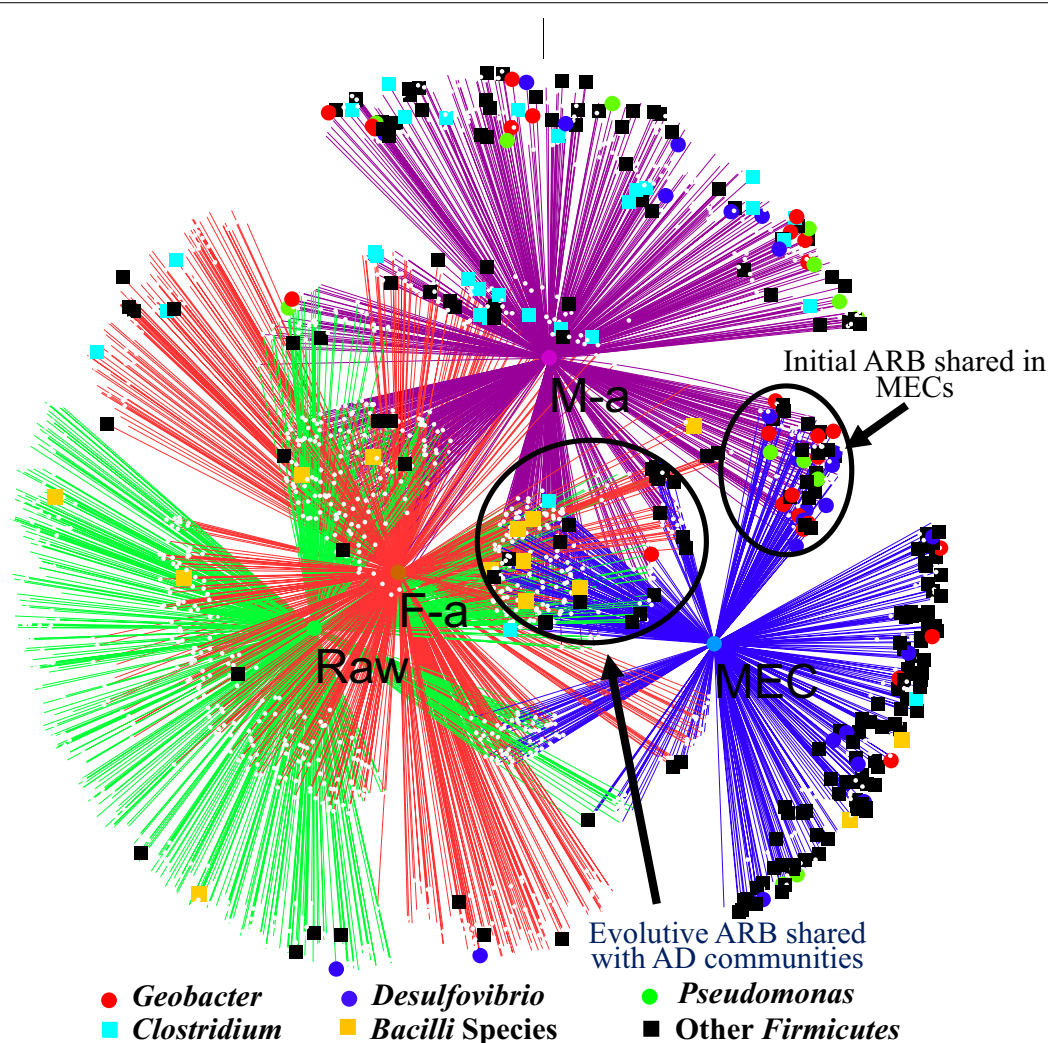 M-a
Initial ARB shared in
MECs
F-a
Raw
MEC
Evolutive ARB shared
with AD communities
Geobacter
Desulfovibrio
Pseudomonas
Clostridium
Bacilli Species
Other Firmicutes